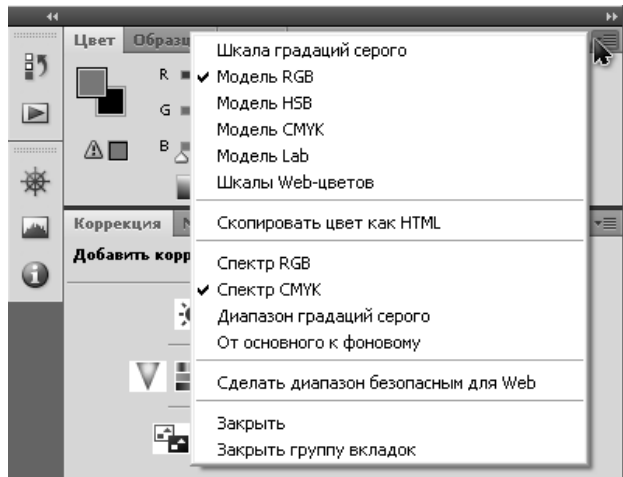 Цвет
R
G
B
Шкала градаций серого
Модель RGB
Модель HSB
Модель CMYK
Модель Lab
Шкалы Web-цветов
Скопировать цвет как HTML
Спектр RGB
Спектр CMYK
Диапазон градаций серого
От основного к фоновому
Сделать диапазон безопасным для Web
Закрыть
Закрыть группу вкладок
Коррекция
Добавить